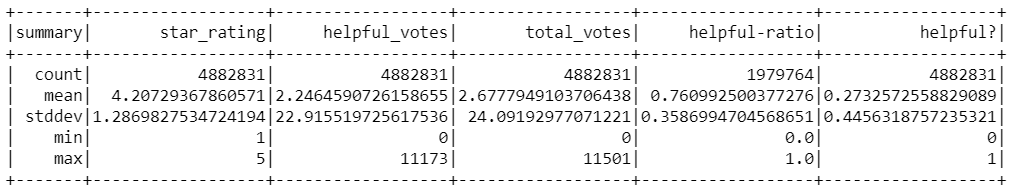 +-------+------------------+------------------+------------------+------------------+------------------+
|summary|       star_rating|     helpful_votes|       total_votes|     helpful-ratio|          helpful?|
+-------+------------------+------------------+------------------+------------------+------------------+
|  count|           4882831|           4882831|           4882831|           1979764|           4882831|
|   mean|  4.20729367860571|2.2464590726158655|2.6777949103706438| 0.760992500377276|0.2732572558829089|
| stddev|1.2869827534724194|22.915519725617536| 24.09192977071221|0.3586994704568651|0.4456318757235321|
|    min|                 1|                 0|                 0|               0.0|                 0|
|    max|                 5|             11173|             11501|               1.0|                 1|
+-------+------------------+------------------+------------------+------------------+------------------+